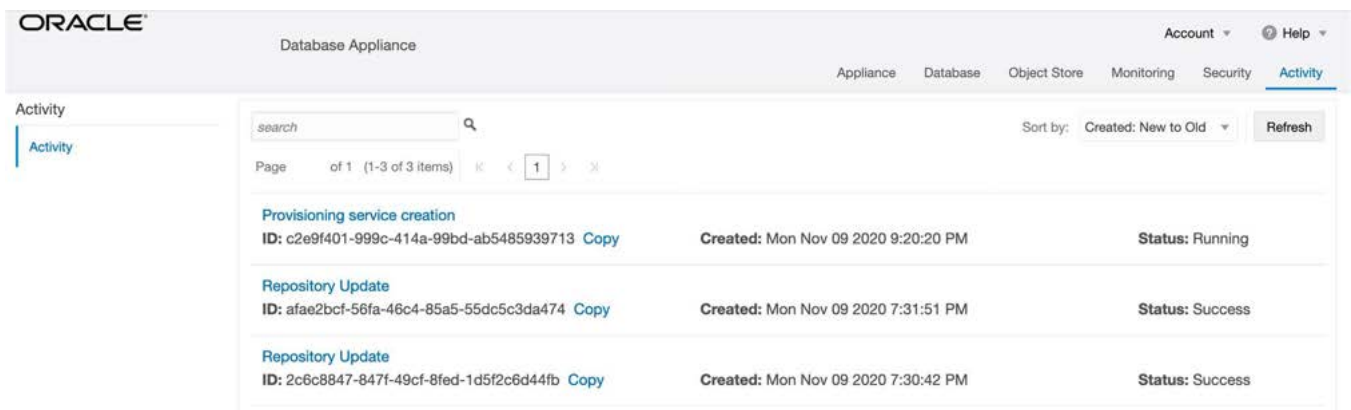 ORACLE
Database Appliance
Account Help
Appliance Database Object Store Monitoring Security Activity
Activity
Activity
search
Sort by: Created: New to Old Refresh
Page of 1 (1-3 of 3 items) 1
Provisioning service creation
ID: c2e9f401-999c-414a-99bd-ab5485939713 Copy Created: Mon Nov 09 2020 9:20:20 PM Status: Running
Repository Update
ID: afae2bcf-56fa-46c4-85a5-55dc5c3da474 Copy Created: Mon Nov 09 2020 7:31:51 PM Status: Success
Repository Update
ID: 2c6c8847-847f-49cf-8fed-1d5f2c6d44fb Copy Created: Mon Nov 09 2020 7:30:42 PM Status: Success